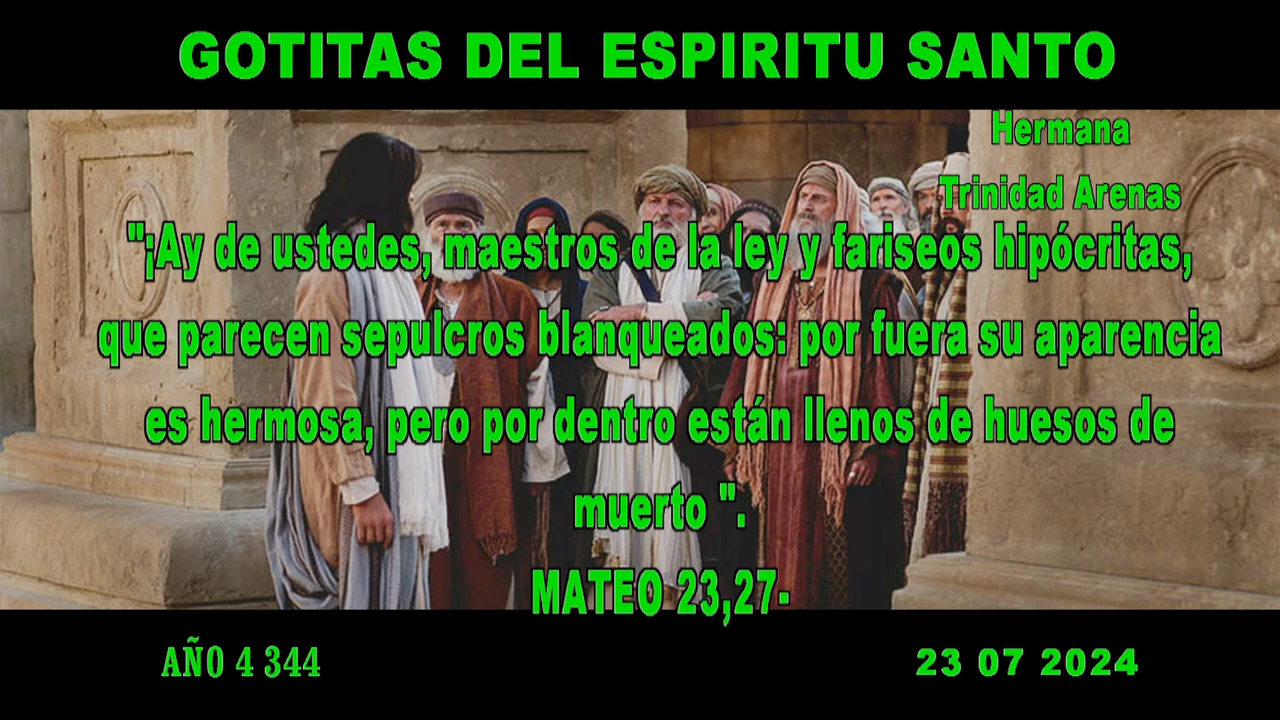 GOTITAS DEL ESPIRITU SANTO
Hermana
Trinidad Arenas
"¡Ay de ustedes, maestros de la ley y fariseos hipócritas,
que parecen sepulcros blanqueados: por fuera su aparencia
es hermosa, pero por dentro están llenos de huesos de
muerto ".
MATEO 23,27-
AÑO 4 344
23 07 2024